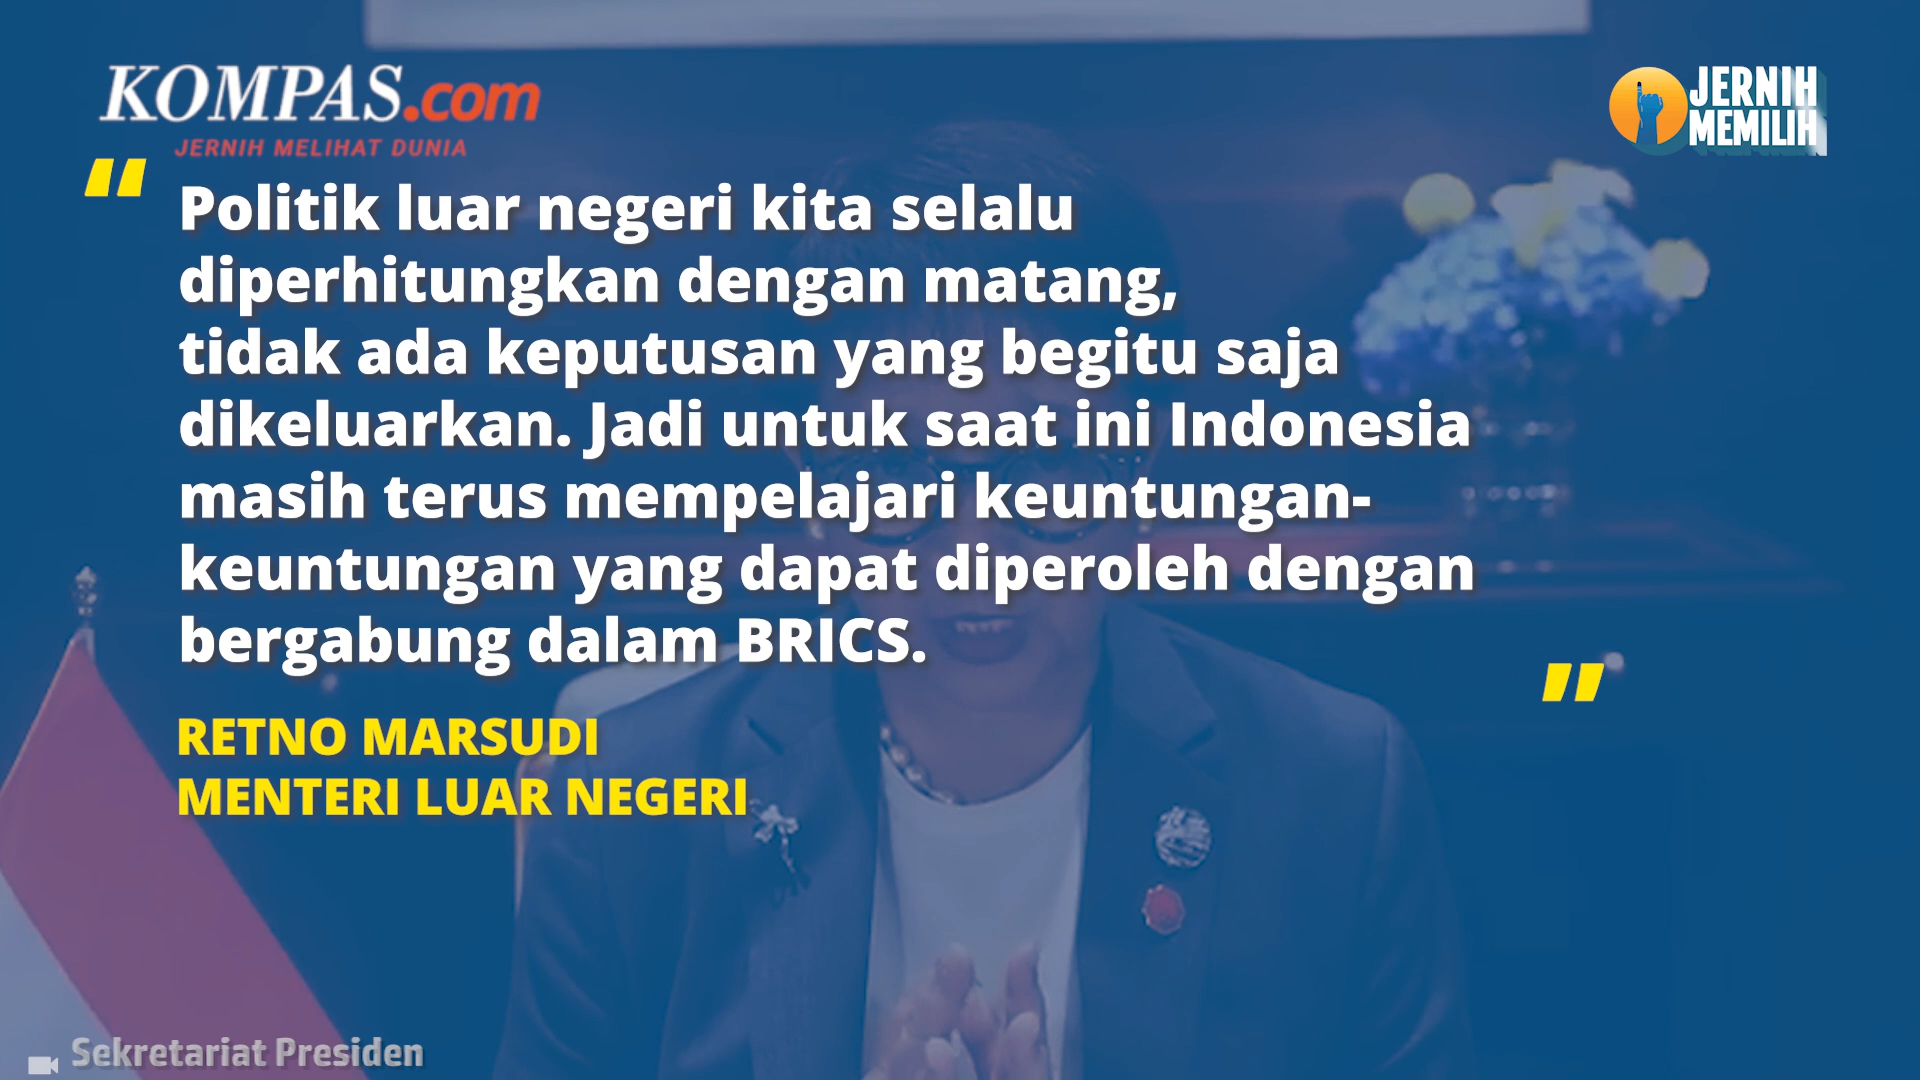 KOMPAS.com
JERNIH MELIHAT DUNIA
JERNIH
MEMILIH
“
Politik luar negeri kita selalu
diperhitungkan dengan matang,
tidak ada keputusan yang begitu saja
dikeluarkan. Jadi untuk saat ini Indonesia
masih terus mempelajari keuntungan-
keuntungan yang dapat diperoleh dengan
bergabung dalam BRICS.
”
RETNO MARSUDI
MENTERI LUAR NEGERI
Sekretariat Presiden